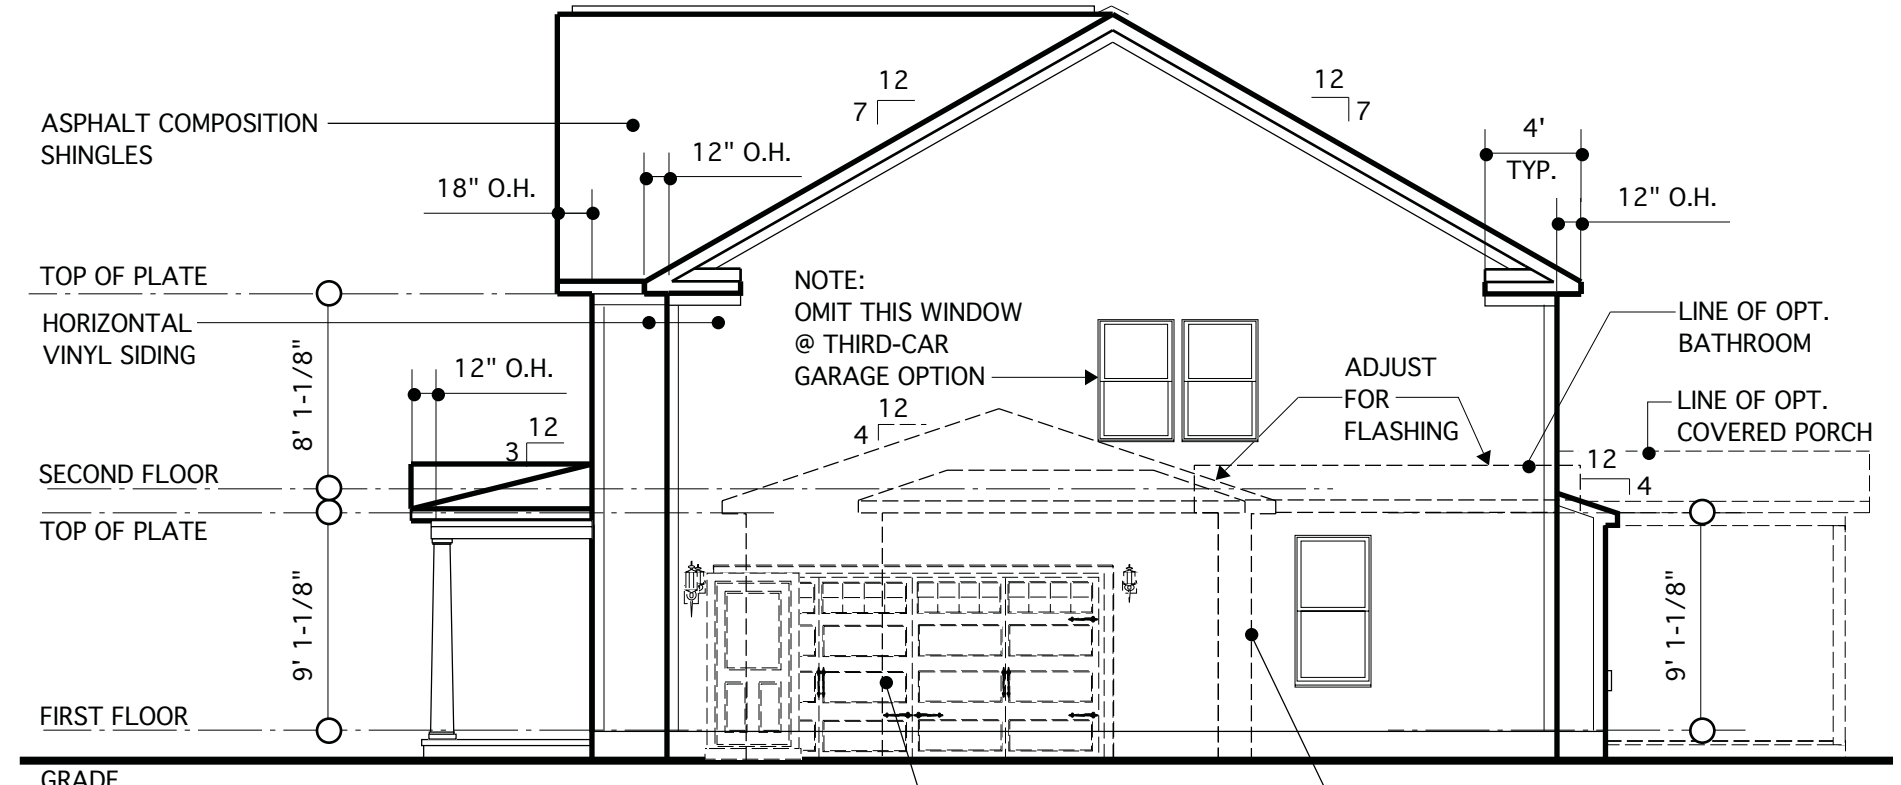 12
7
12
7
ASPHALT COMPOSITION
SHINGLES
4'
TYP.
12" O.H.
18" O.H.
12" O.H.
TOP OF PLATE
NOTE:
OMIT THIS WINDOW
@ THIRD-CAR
GARAGE OPTION
HORIZONTAL
VINYL SIDING
LINE OF OPT.
BATHROOM
8' 1-1/8"
12" O.H.
ADJUST
FOR
FLASHING
LINE OF OPT.
COVERED PORCH
12
4
12
3
12
4
SECOND FLOOR
TOP OF PLATE
9' 1-1/8"
9' 1-1/8"
FIRST FLOOR
GRADE